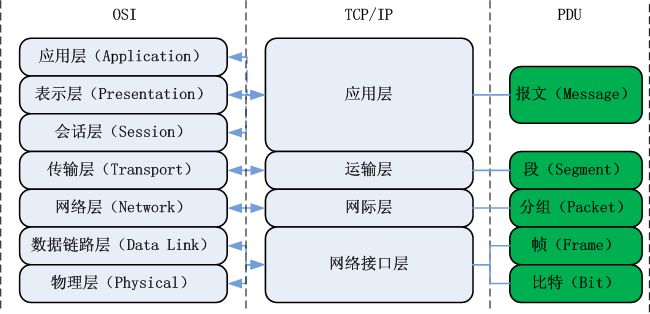 OSI TCP/IP PDU
应用层（Application）
表示层（Presentation） 应用层 报文（Message）
会话层（Session）
传输层（Transport） 运输层 段（Segment）
网络层（Network） 网际层 分组（Packet）
数据链路层（Data Link） 帧（Frame）
网络接口层
物理层（Physical） 比特（Bit）